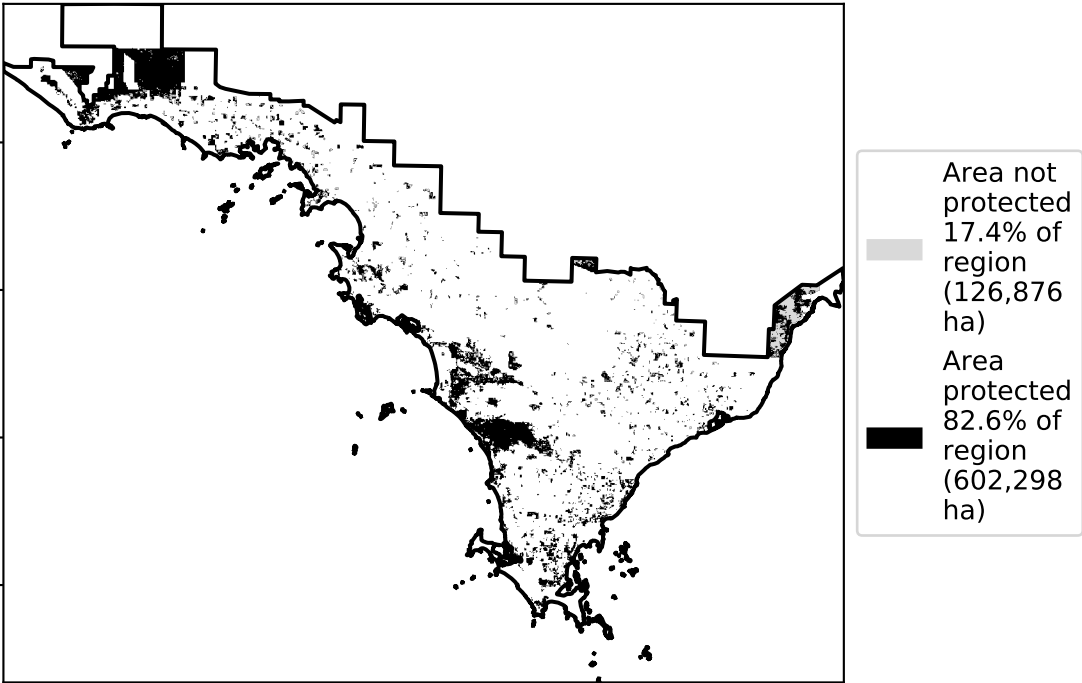 Area not
protected
17.4% of
region
(126,876
ha)
Area
protected
82.6% of
region
(602,298
ha)